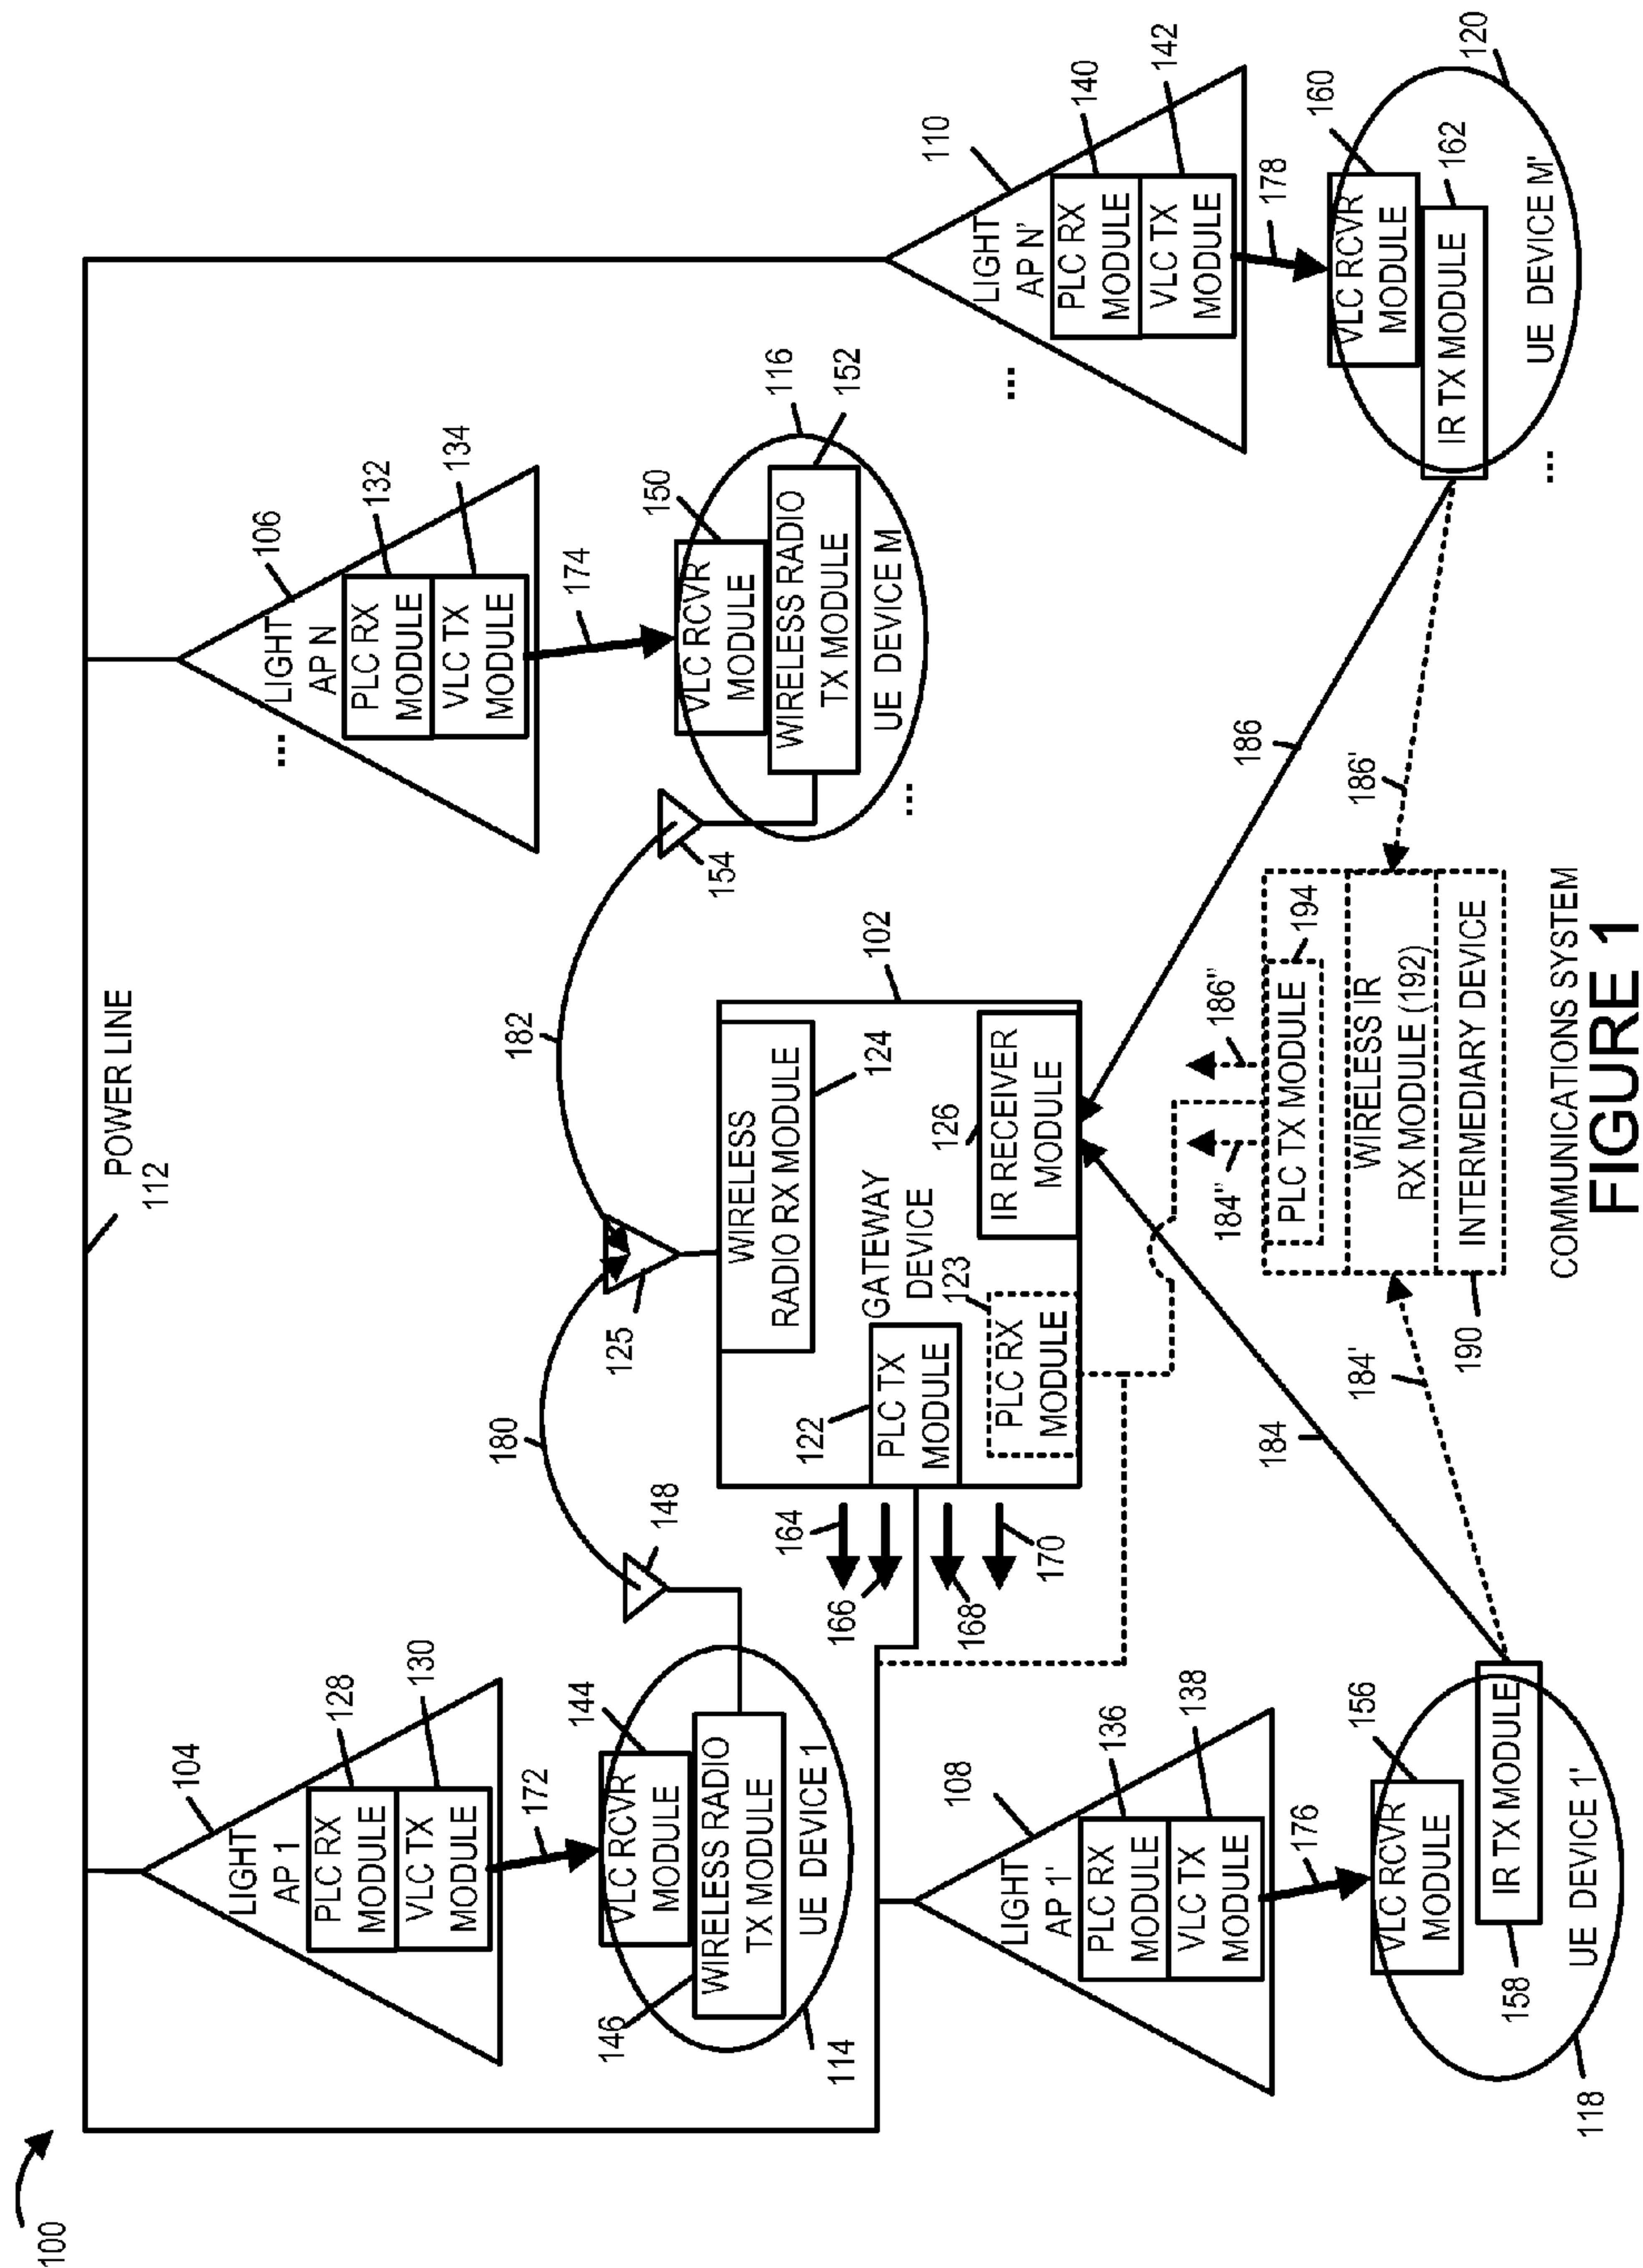 100
POWER LINE
112
LIGHT
AP 1
104
PLC RX
MODULE
128
VLC TX
MODULE
130
172
VLC RCVR
MODULE
144
WIRELESS RADIO
TX MODULE
146
UE DEVICE 1
114
148
180
182
125
LIGHT
AP N
106
...
PLC RX
MODULE
132
VLC TX
MODULE
134
174
VLC RCVR
MODULE
150
WIRELESS RADIO
TX MODULE
152
UE DEVICE M
116
154
...
WIRELESS
RADIO RX MODULE
124
102
GATEWAY
DEVICE
PLC TX
MODULE
122
PLC RX
MODULE
123
IR RECEIVER
MODULE
126
164
166
168
170
LIGHT
AP 1'
108
PLC RX
MODULE
136
VLC TX
MODULE
138
176
VLC RCVR
MODULE
156
IR TX MODULE
158
UE DEVICE 1'
118
LIGHT
AP N'
110
...
PLC RX
MODULE
140
VLC TX
MODULE
142
178
VLC RCVR
MODULE
160
IR TX MODULE
162
UE DEVICE M'
120
...
184
184'
184"
186
186'
186"
PLC TX MODULE
194
WIRELESS IR
RX MODULE (192)
INTERMEDIARY DEVICE
190
COMMUNICATIONS SYSTEM
FIGURE 1